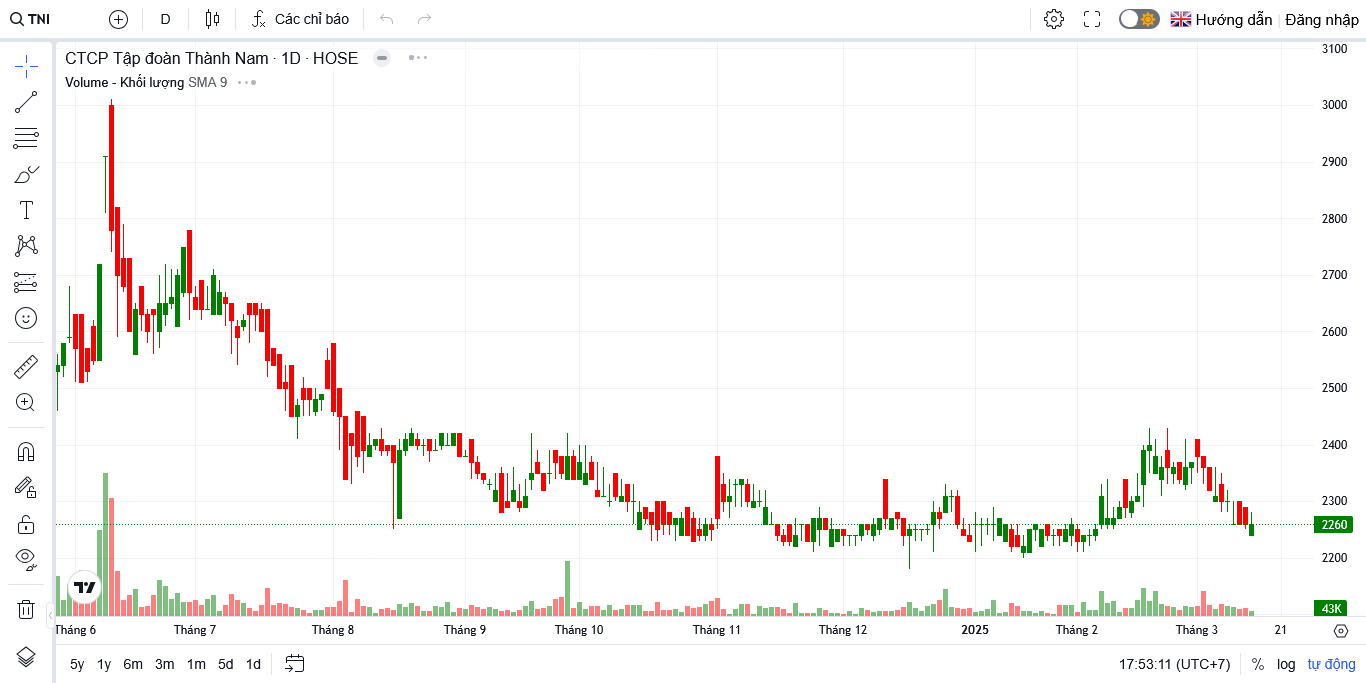 TNI D Các chỉ báo Hướng dẫn Đăng nhập
CTCP Tập đoàn Thành Nam · 1D · HOSE
Volume - Khối lượng SMA 9
3100
3000
2900
2800
2700
2600
2500
2400
2300
2260
2200
43K
Tháng 6 Tháng 7 Tháng 8 Tháng 9 Tháng 10 Tháng 11 Tháng 12 2025 Tháng 2 Tháng 3 21
5y 1y 6m 3m 1m 5d 1d 17:53:11 (UTC+7) % log tự động